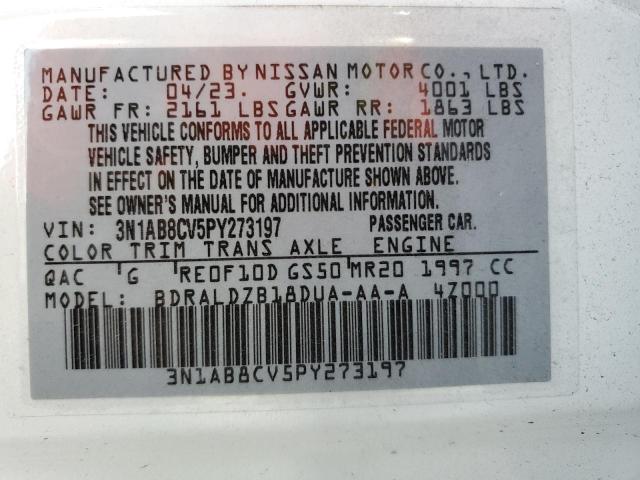 MANUFACTURED BY NISSAN MOTOR CO., LTD.
DATE: 04/23. GVWR: 4001 LBS
GAWR FR: 2161 LBS GAWR RR: 1863 LBS
THIS VEHICLE CONFORMS TO ALL APPLICABLE FEDERAL MOTOR
VEHICLE SAFETY, BUMPER AND THEFT PREVENTION STANDARDS
IN EFFECT ON THE DATE OF MANUFACTURE SHOWN ABOVE.
SEE OWNER'S MANUAL FOR ADDITIONAL INFORMATION.
VIN: 3N1AB8CV5PY273197 PASSENGER CAR.
COLOR TRIM TRANS AXLE ENGINE
QAC G RE0F10D GS50 MR20 1997 CC
MODEL: BDRALDZB18DUA-AA-A 4Z000
3N1AB8CV5PY273197